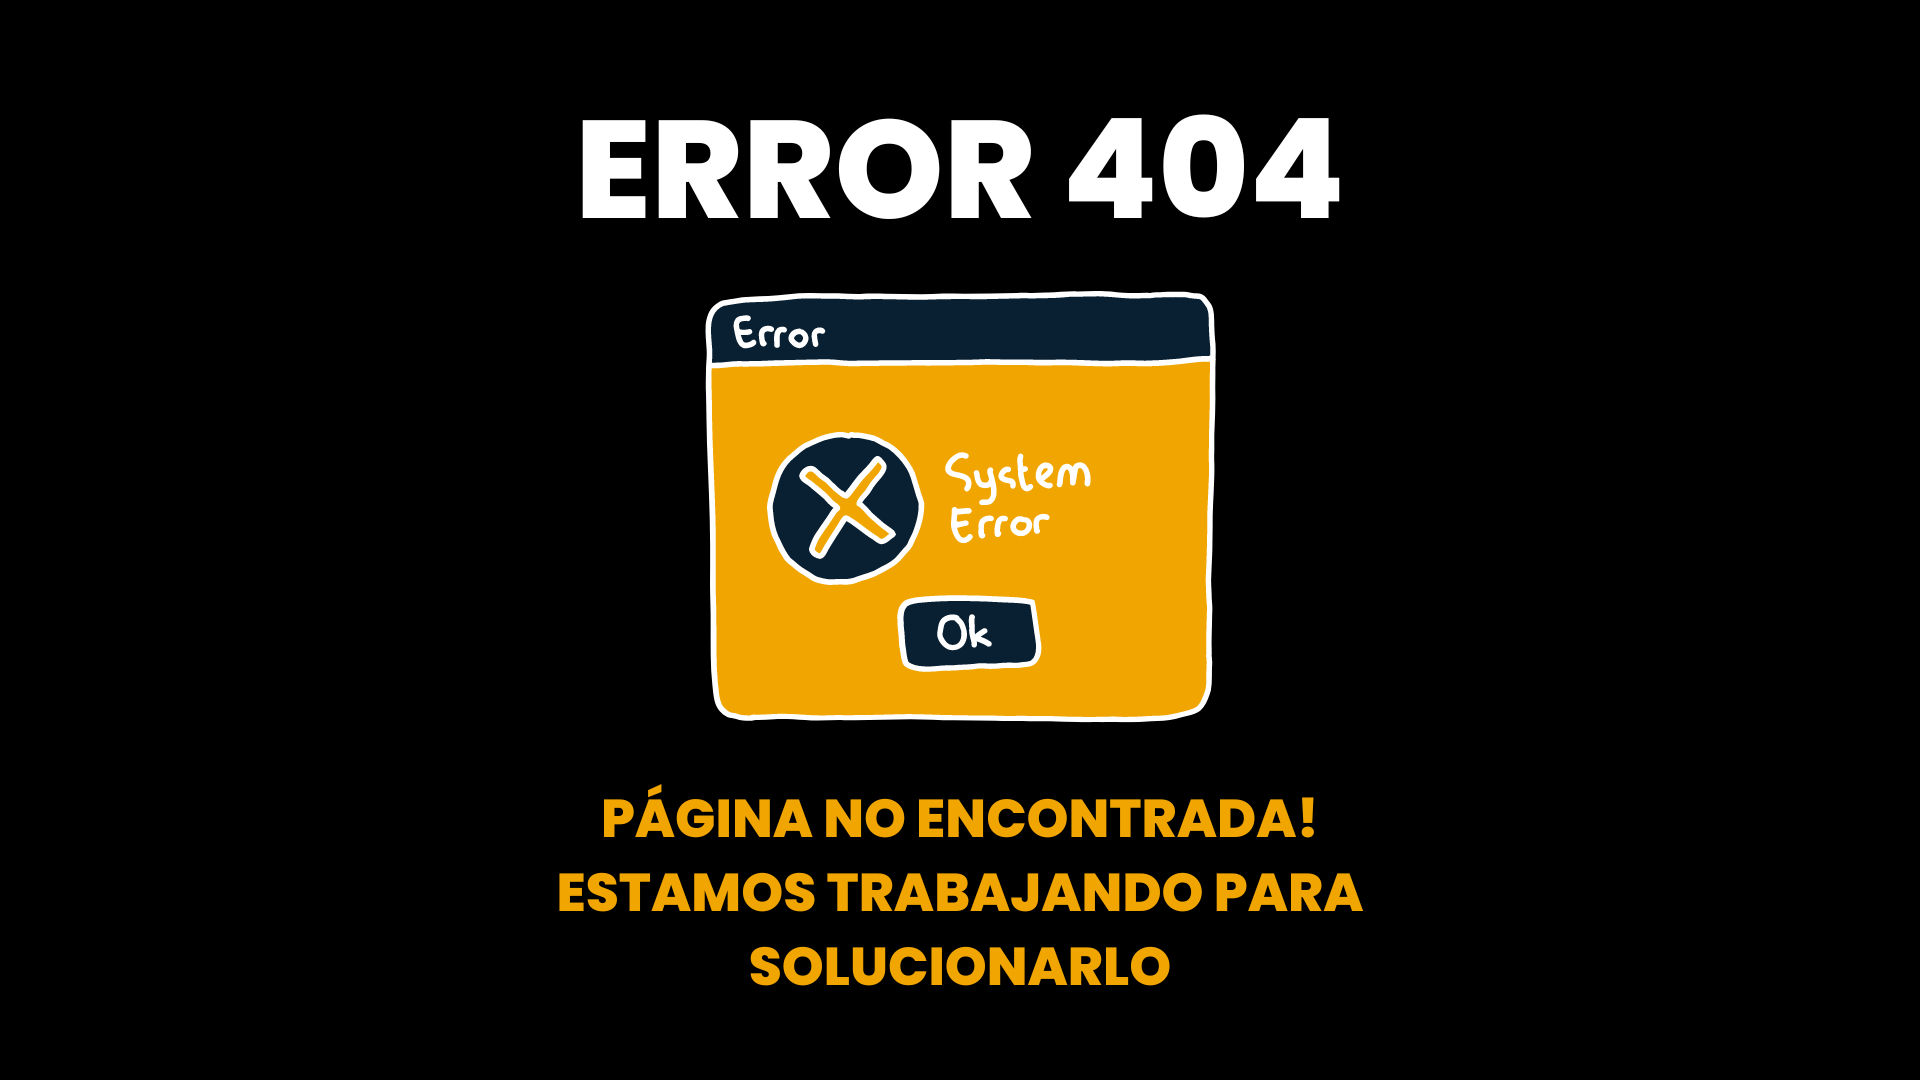 ERROR 404
Error
System
Error
Ok
PÁGINA NO ENCONTRADA!
ESTAMOS TRABAJANDO PARA
SOLUCIONARLO